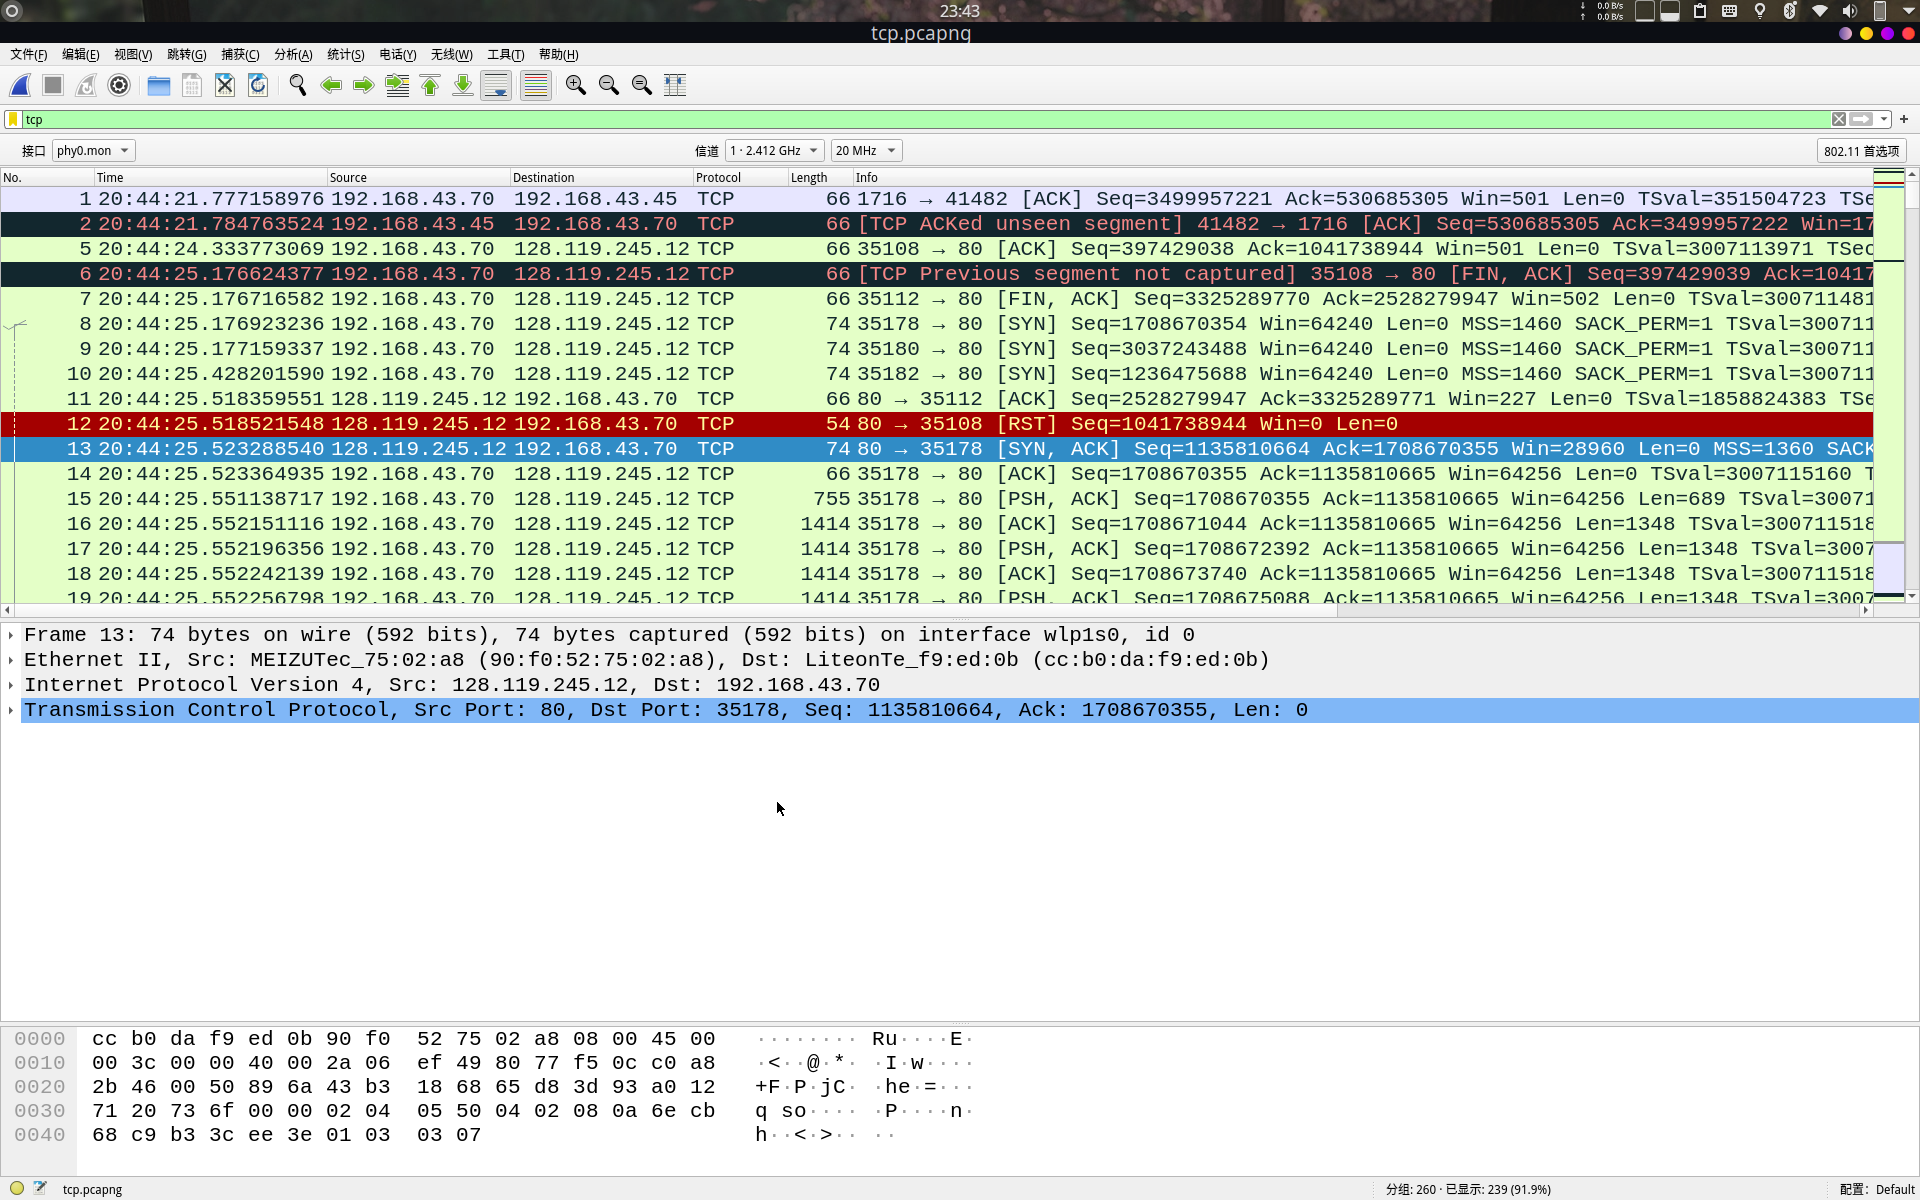 23:43
0.0 B/s
0.0 B/s
tcp.pcapng
文件(F) 编辑(E) 视图(V) 跳转(G) 捕获(C) 分析(A) 统计(S) 电话(Y) 无线(W) 工具(T) 帮助(H)
tcp
接口 phy0.mon 信道 1 · 2.412 GHz 20 MHz 802.11 首选项
No. Time Source Destination Protocol Length Info
1 20:44:21.777158976 192.168.43.70 192.168.43.45 TCP 66 1716 → 41482 [ACK] Seq=3499957221 Ack=530685305 Win=501 Len=0 TSval=351504723 TSe
2 20:44:21.784763524 192.168.43.45 192.168.43.70 TCP 66 [TCP ACKed unseen segment] 41482 → 1716 [ACK] Seq=530685305 Ack=3499957222 Win=17
5 20:44:24.333773069 192.168.43.70 128.119.245.12 TCP 66 35108 → 80 [ACK] Seq=397429038 Ack=1041738944 Win=501 Len=0 TSval=3007113971 TSec
6 20:44:25.176624377 192.168.43.70 128.119.245.12 TCP 66 [TCP Previous segment not captured] 35108 → 80 [FIN, ACK] Seq=397429039 Ack=10417
7 20:44:25.176716582 192.168.43.70 128.119.245.12 TCP 66 35112 → 80 [FIN, ACK] Seq=3325289770 Ack=2528279947 Win=502 Len=0 TSval=300711481
8 20:44:25.176923236 192.168.43.70 128.119.245.12 TCP 74 35178 → 80 [SYN] Seq=1708670354 Win=64240 Len=0 MSS=1460 SACK_PERM=1 TSval=300711
9 20:44:25.177159337 192.168.43.70 128.119.245.12 TCP 74 35180 → 80 [SYN] Seq=3037243488 Win=64240 Len=0 MSS=1460 SACK_PERM=1 TSval=300711
10 20:44:25.428201590 192.168.43.70 128.119.245.12 TCP 74 35182 → 80 [SYN] Seq=1236475688 Win=64240 Len=0 MSS=1460 SACK_PERM=1 TSval=300711
11 20:44:25.518359551 128.119.245.12 192.168.43.70 TCP 66 80 → 35112 [ACK] Seq=2528279947 Ack=3325289771 Win=227 Len=0 TSval=1858824383 TSe
12 20:44:25.518521548 128.119.245.12 192.168.43.70 TCP 54 80 → 35108 [RST] Seq=1041738944 Win=0 Len=0
13 20:44:25.523288540 128.119.245.12 192.168.43.70 TCP 74 80 → 35178 [SYN, ACK] Seq=1135810664 Ack=1708670355 Win=28960 Len=0 MSS=1360 SACK
14 20:44:25.523364935 192.168.43.70 128.119.245.12 TCP 66 35178 → 80 [ACK] Seq=1708670355 Ack=1135810665 Win=64256 Len=0 TSval=3007115160 T
15 20:44:25.551138717 192.168.43.70 128.119.245.12 TCP 755 35178 → 80 [PSH, ACK] Seq=1708670355 Ack=1135810665 Win=64256 Len=689 TSval=30071
16 20:44:25.552151116 192.168.43.70 128.119.245.12 TCP 1414 35178 → 80 [ACK] Seq=1708671044 Ack=1135810665 Win=64256 Len=1348 TSval=300711518
17 20:44:25.552196356 192.168.43.70 128.119.245.12 TCP 1414 35178 → 80 [PSH, ACK] Seq=1708672392 Ack=1135810665 Win=64256 Len=1348 TSval=3007
18 20:44:25.552242139 192.168.43.70 128.119.245.12 TCP 1414 35178 → 80 [ACK] Seq=1708673740 Ack=1135810665 Win=64256 Len=1348 TSval=300711518
19 20:44:25.552256798 192.168.43.70 128.119.245.12 TCP 1414 35178 → 80 [PSH, ACK] Seq=1708675088 Ack=1135810665 Win=64256 Len=1348 TSval=3007
Frame 13: 74 bytes on wire (592 bits), 74 bytes captured (592 bits) on interface wlp1s0, id 0
Ethernet II, Src: MEIZUTec_75:02:a8 (90:f0:52:75:02:a8), Dst: LiteonTe_f9:ed:0b (cc:b0:da:f9:ed:0b)
Internet Protocol Version 4, Src: 128.119.245.12, Dst: 192.168.43.70
Transmission Control Protocol, Src Port: 80, Dst Port: 35178, Seq: 1135810664, Ack: 1708670355, Len: 0
0000 cc b0 da f9 ed 0b 90 f0 52 75 02 a8 08 00 45 00 ········ Ru····E·
0010 00 3c 00 00 40 00 2a 06 ef 49 80 77 f5 0c c0 a8 ·<··@·*· ·I·w····
0020 2b 46 00 50 89 6a 43 b3 18 68 65 d8 3d 93 a0 12 +F·P·jC· ·he·=···
0030 71 20 73 6f 00 00 02 04 05 50 04 02 08 0a 6e cb q so···· ·P····n·
0040 68 c9 b3 3c ee 3e 01 03 03 07 h··<·>·· ··
tcp.pcapng 分组: 260 · 已显示: 239 (91.9%) 配置: Default